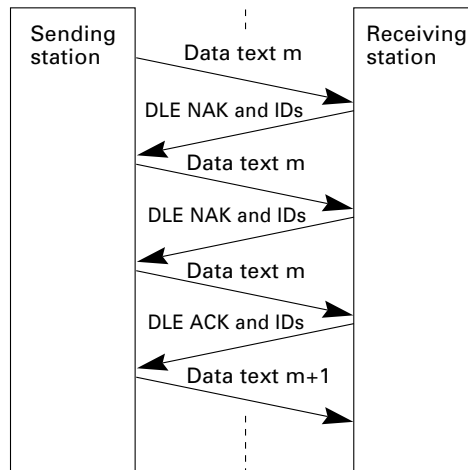 Sending
station
Receiving
station
Data text m
DLE NAK and IDs
Data text m
DLE NAK and IDs
Data text m
DLE ACK and IDs
Data text m+1